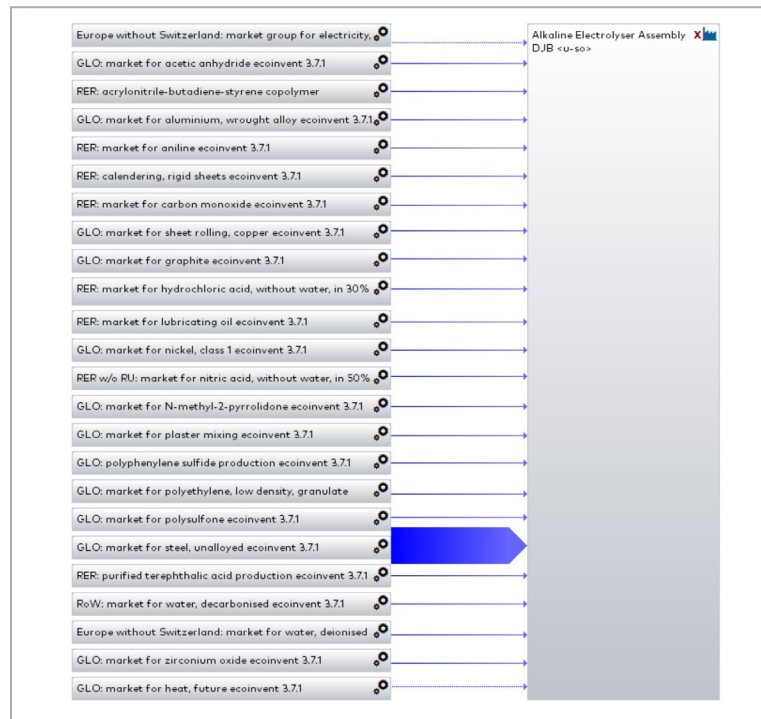 Europe without Switzerland: market group for electricity,
Alkaline Electrolyser Assembly X
DJB <u-so>
GLO: market for acetic anhydride ecoinvent 3.7.1
RER: acrylonitrile-butadiene-styrene copolymer
GLO: market for aluminium, wrought alloy ecoinvent 3.7.1
RER: market for aniline ecoinvent 3.7.1
RER: calendering, rigid sheets ecoinvent 3.7.1
RER: market for carbon monoxide ecoinvent 3.7.1
GLO: market for sheet rolling, copper ecoinvent 3.7.1
GLO: market for graphite ecoinvent 3.7.1
RER: market for hydrochloric acid, without water, in 30%
RER: market for lubricating oil ecoinvent 3.7.1
GLO: market for nickel, class 1 ecoinvent 3.7.1
RER w/o RU: market for nitric acid, without water, in 50%
GLO: market for N-methyl-2-pyrrolidone ecoinvent 3.7.1
GLO: market for plaster mixing ecoinvent 3.7.1
GLO: polyphenylene sulfide production ecoinvent 3.7.1
GLO: market for polyethylene, low density, granulate
GLO: market for polysulfone ecoinvent 3.7.1
GLO: market for steel, unalloyed ecoinvent 3.7.1
RER: purified terephthalic acid production ecoinvent 3.7.1
RoW: market for water, decarbonised ecoinvent 3.7.1
Europe without Switzerland: market for water, deionised
GLO: market for zirconium oxide ecoinvent 3.7.1
GLO: market for heat, future ecoinvent 3.7.1